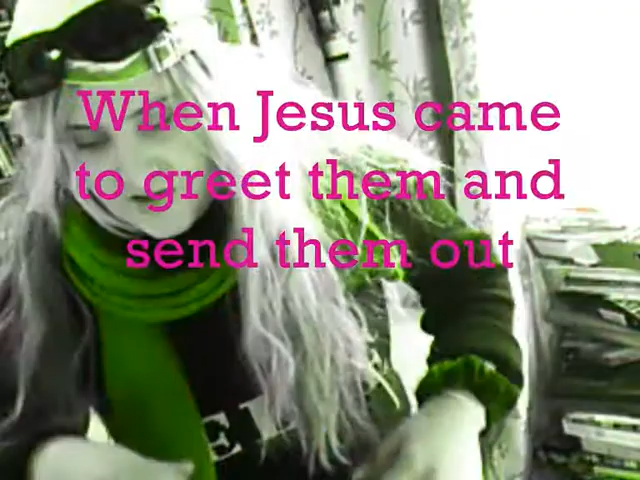 When Jesus came
to greet them and
send them out